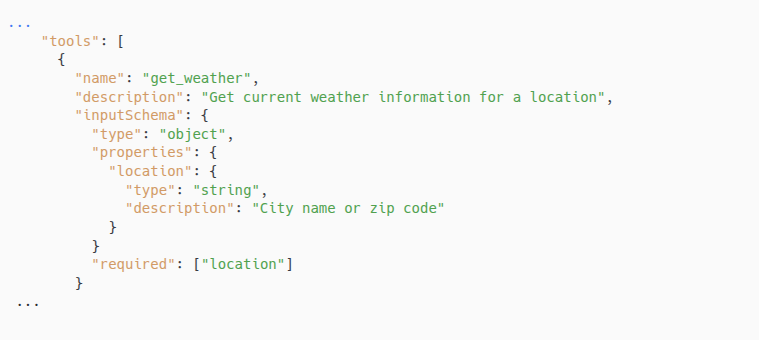 ...
"tools": [
{
"name": "get_weather",
"description": "Get current weather information for a location",
"inputSchema": {
"type": "object",
"properties": {
"location": {
"type": "string",
"description": "City name or zip code"
}
}
"required": ["location"]
}
...